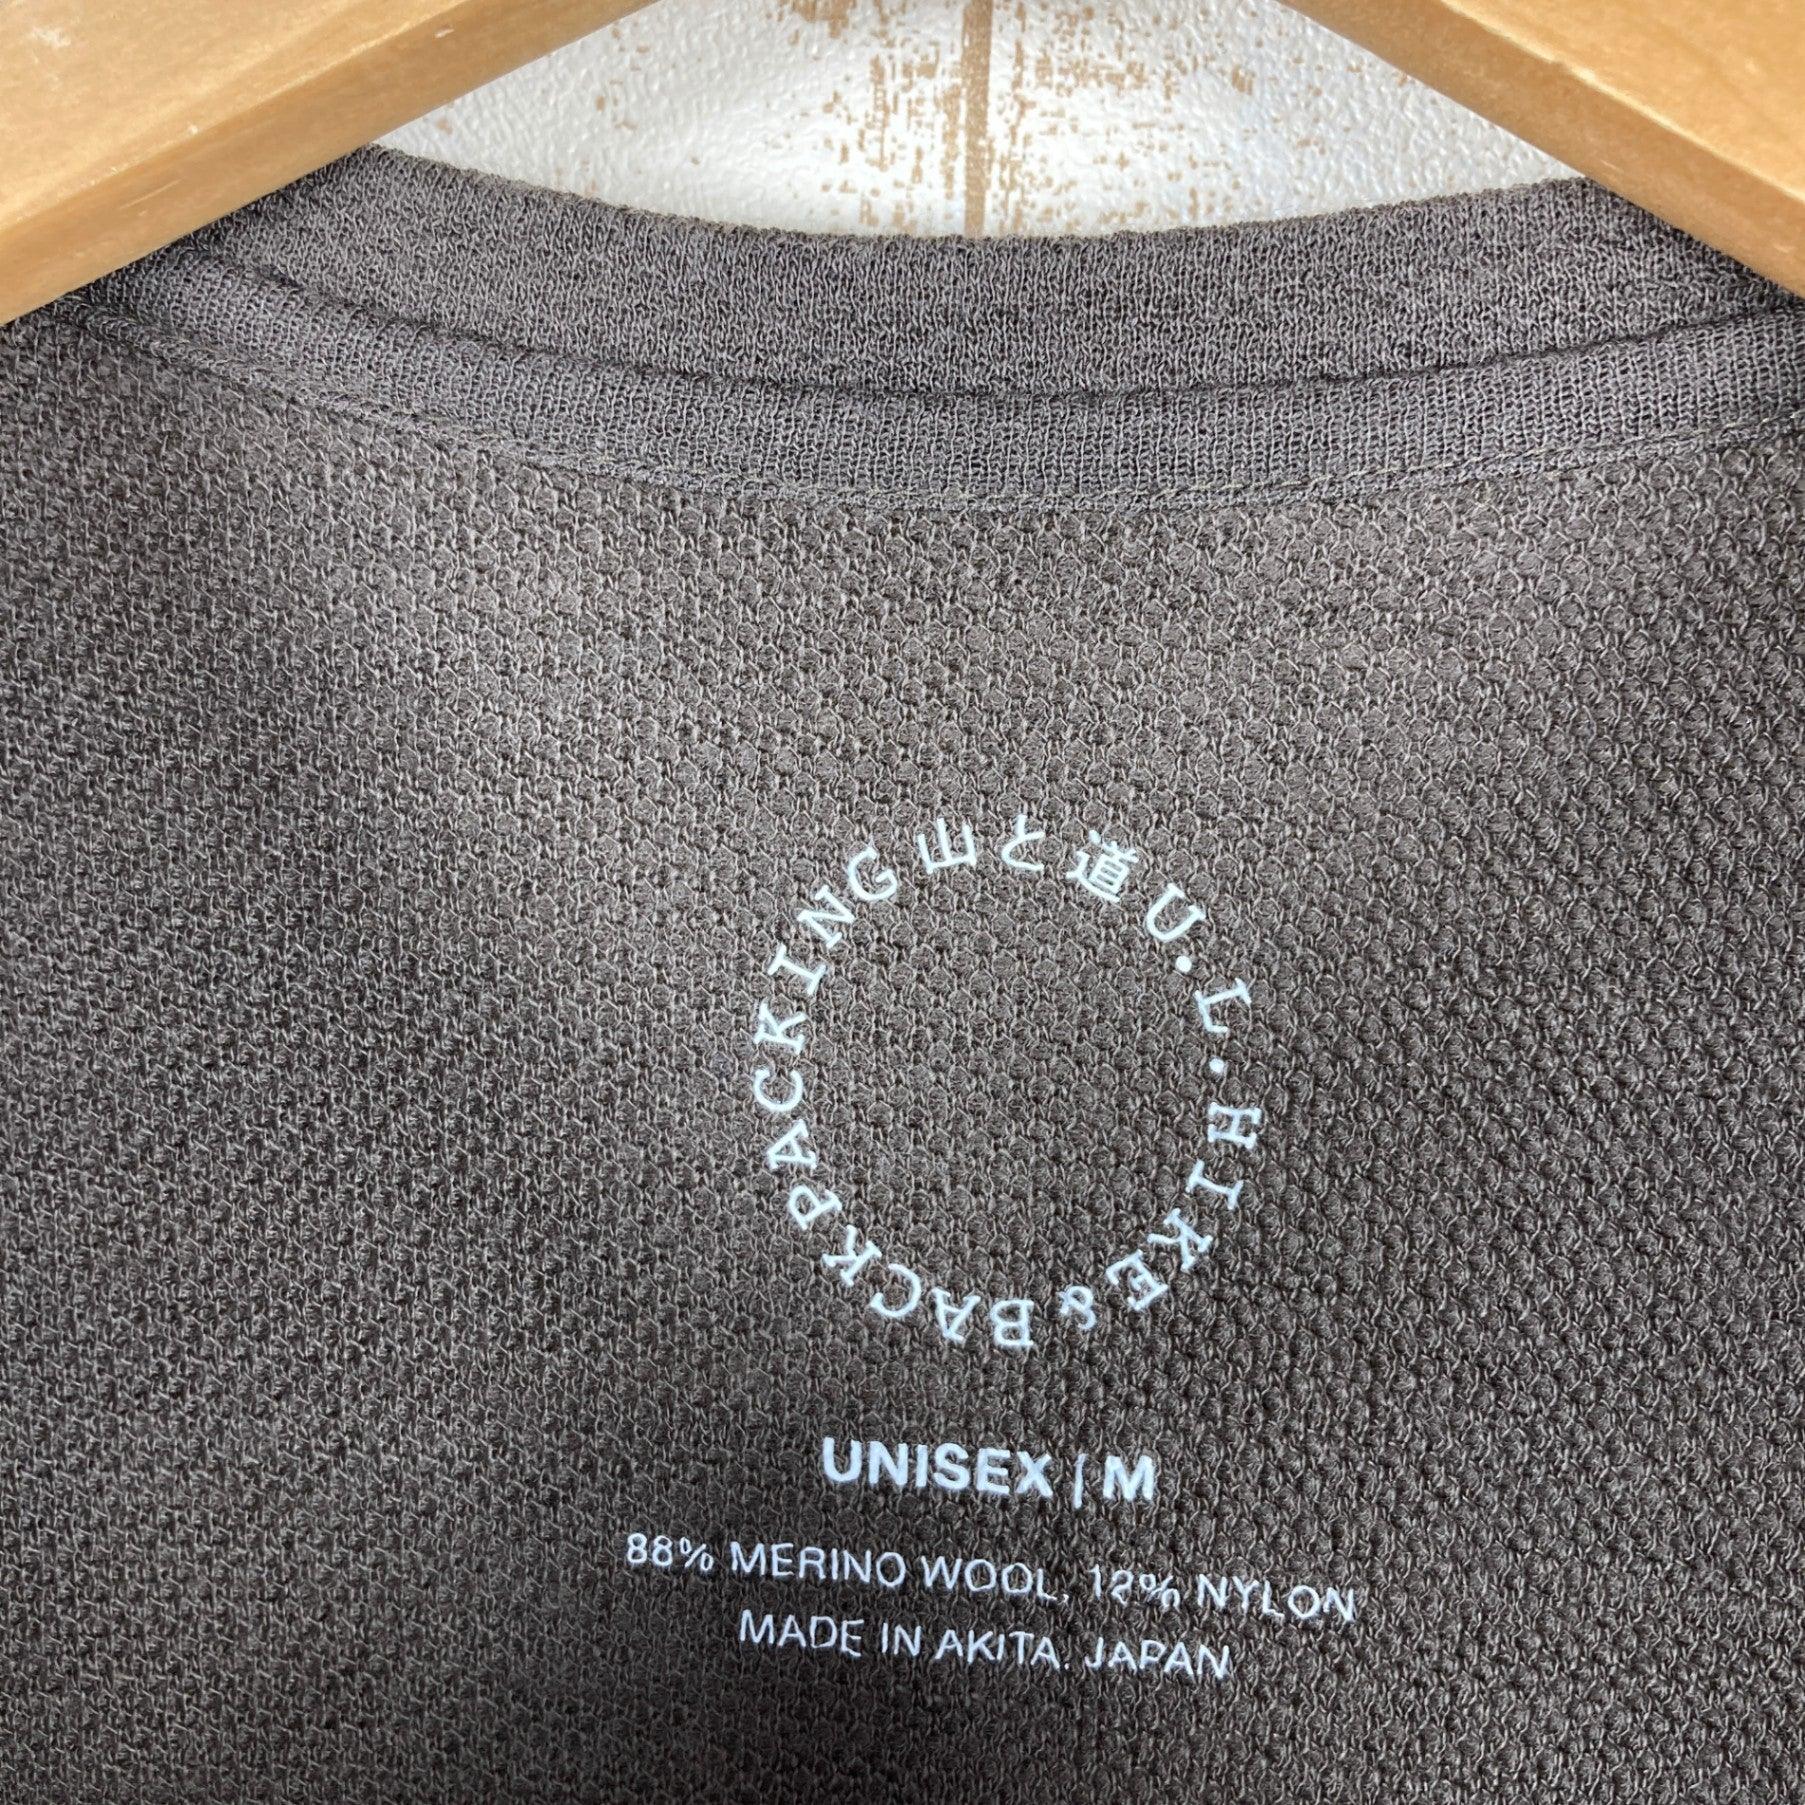 山と道 U.L. HIKE & BACKPACKING
UNISEX | M
88% MERINO WOOL, 12% NYLON
MADE IN AKITA. JAPAN